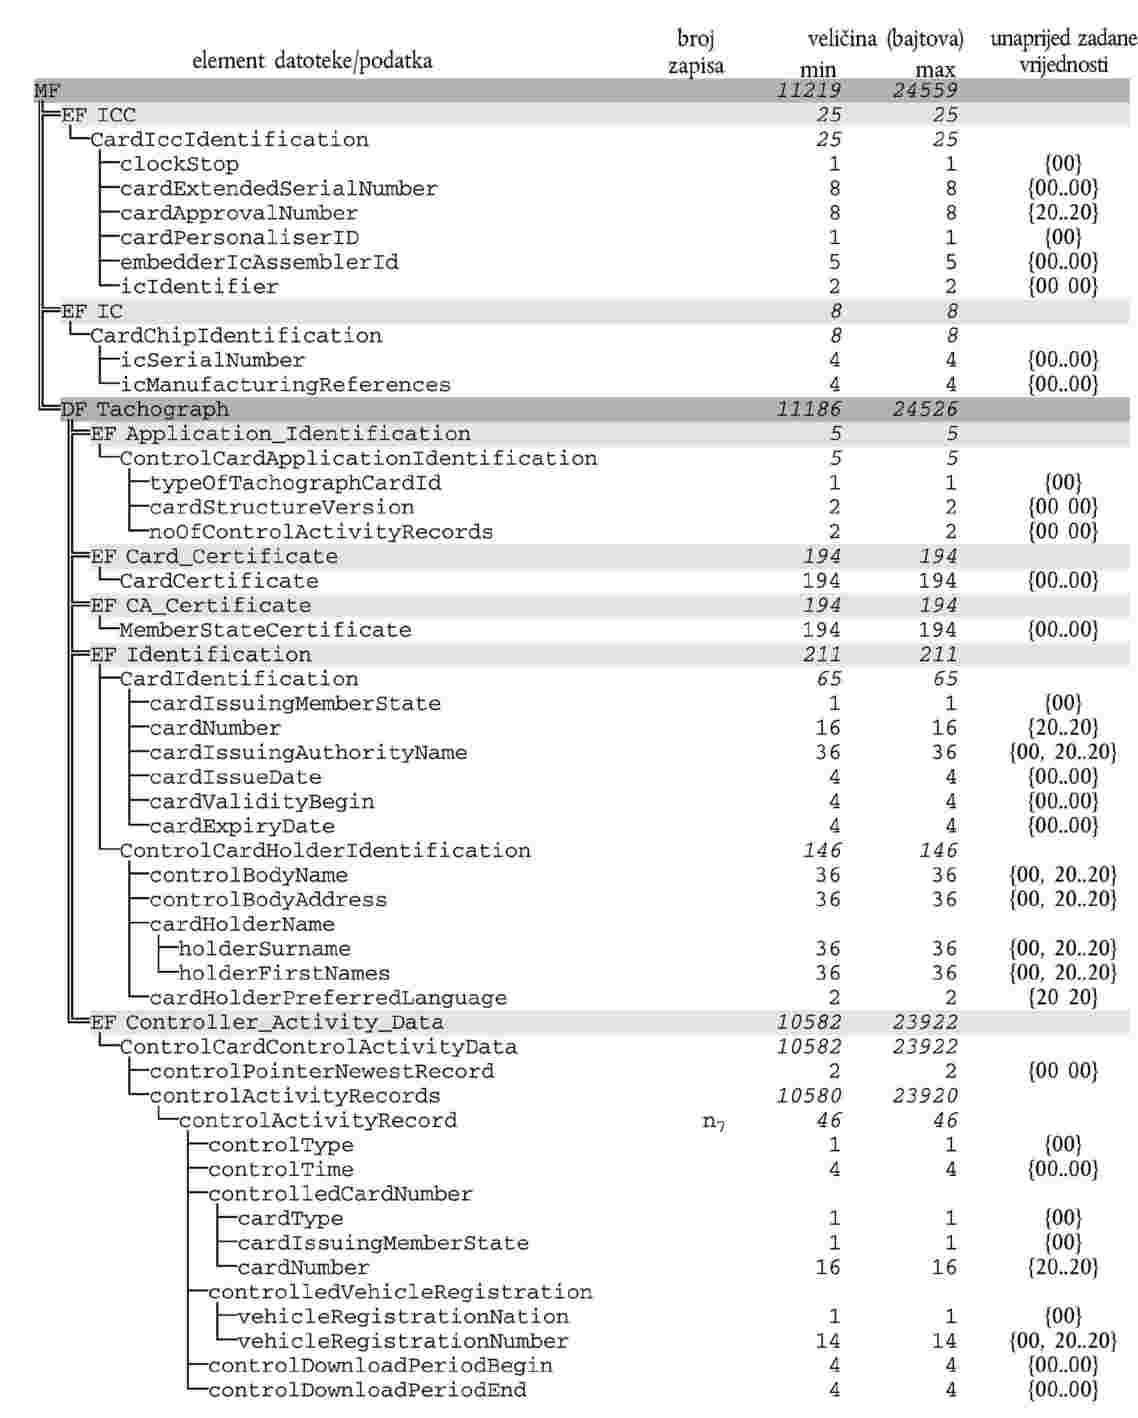 element datoteke/podatka broj zapisa veličina (bajtova) min max unaprijed zadane vrijednosti
MF 11219 24559
EF ICC 25 25
CardIccIdentification 25 25
clockStop 1 1 {00}
cardExtendedSerialNumber 8 8 {00..00}
cardApprovalNumber 8 8 {20..20}
cardPersonaliserID 1 1 {00}
embedderIcAssemblerId 5 5 {00..00}
icIdentifier 2 2 {00 00}
EF IC 8 8
CardChipIdentification 8 8
icSerialNumber 4 4 {00..00}
icManufacturingReferences 4 4 {00..00}
DF Tachograph 11186 24526
EF Application_Identification 5 5
ControlCardApplicationIdentification 5 5
typeOfTachographCardId 1 1 {00}
cardStructureVersion 2 2 {00 00}
noOfControlActivityRecords 2 2 {00 00}
EF Card_Certificate 194 194
CardCertificate 194 194 {00..00}
EF CA_Certificate 194 194
MemberStateCertificate 194 194 {00..00}
EF Identification 211 211
CardIdentification 65 65
cardIssuingMemberState 1 1 {00}
cardNumber 16 16 {20..20}
cardIssuingAuthorityName 36 36 {00, 20..20}
cardIssueDate 4 4 {00..00}
cardValidityBegin 4 4 {00..00}
cardExpiryDate 4 4 {00..00}
ControlCardHolderIdentification 146 146
controlBodyName 36 36 {00, 20..20}
controlBodyAddress 36 36 {00, 20..20}
cardHolderName
holderSurname 36 36 {00, 20..20}
holderFirstNames 36 36 {00, 20..20}
cardHolderPreferredLanguage 2 2 {20 20}
EF Controller_Activity_Data 10582 23922
ControlCardControlActivityData 10582 23922
controlPointerNewestRecord 2 2 {00 00}
controlActivityRecords 10580 23920
controlActivityRecord n₇ 46 46
controlType 1 1 {00}
controlTime 4 4 {00..00}
controlledCardNumber
cardType 1 1 {00}
cardIssuingMemberState 1 1 {00}
cardNumber 16 16 {20..20}
controlledVehicleRegistration
vehicleRegistrationNation 1 1 {00}
vehicleRegistrationNumber 14 14 {00, 20..20}
controlDownloadPeriodBegin 4 4 {00..00}
controlDownloadPeriodEnd 4 4 {00..00}